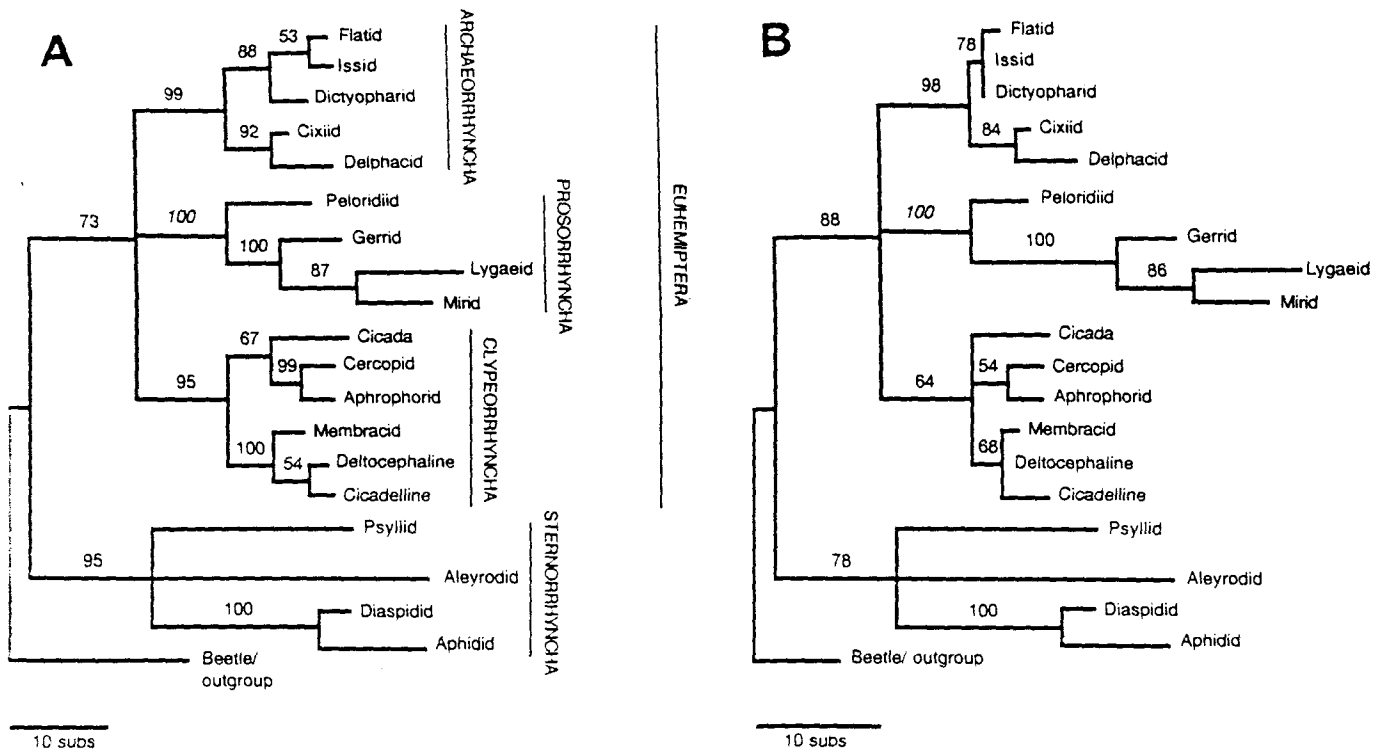 A
53
Flatid
88
Issid
99
Dictyopharid
92
Cixiid
Delphacid
ARCHAEORRHYNCHA
73
100
Peloridiid
100
Gerrid
87
Lygaeid
Mirid
PROSORRHYNCHA
67
Cicada
99
Cercopid
95
Aphrophorid
Membracid
100
54
Deltocephaline
Cicadelline
CLYPEORRHYNCHA
EUHEMIPTERA
Psyllid
95
Aleyrodid
100
Diaspidid
Aphidid
STERNORRHYNCHA
Beetle/
outgroup
10 subs
B
Flatid
78
Issid
98
Dictyopharid
84
Cixiid
Delphacid
88
100
Peloridiid
100
Gerrid
86
Lygaeid
Mirid
Cicada
54
Cercopid
64
Aphrophorid
Membracid
68
Deltocephaline
Cicadelline
Psyllid
78
Aleyrodid
100
Diaspidid
Aphidid
Beetle/ outgroup
10 subs